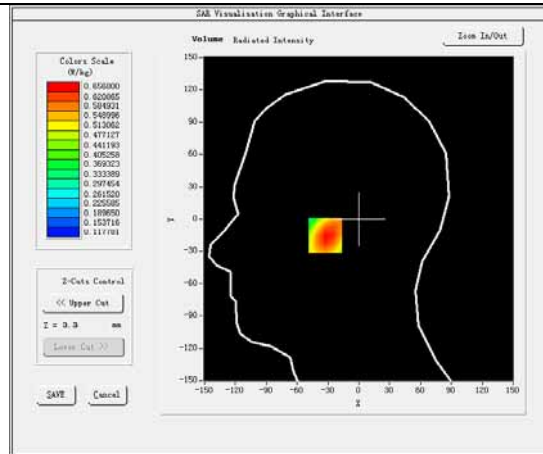 SAR Visualisation Graphical Interface
Volume Radiated Intensity
Zoom In/Out
Colors Scale
(W/kg)
0.656800
0.620865
0.584931
0.548996
0.513062
0.477127
0.441193
0.405258
0.369323
0.333389
0.297454
0.261520
0.225585
0.189650
0.153716
0.117781
Z-Cuts Control
<< Upper Cut
Z = 3.3 mm
Lower Cut >>
SAVE Cancel
150
120
90
60
30
0
-30
-60
-90
-120
-150
Y
-150 -120 -90 -60 -30 0 30 60 90 120 150
X